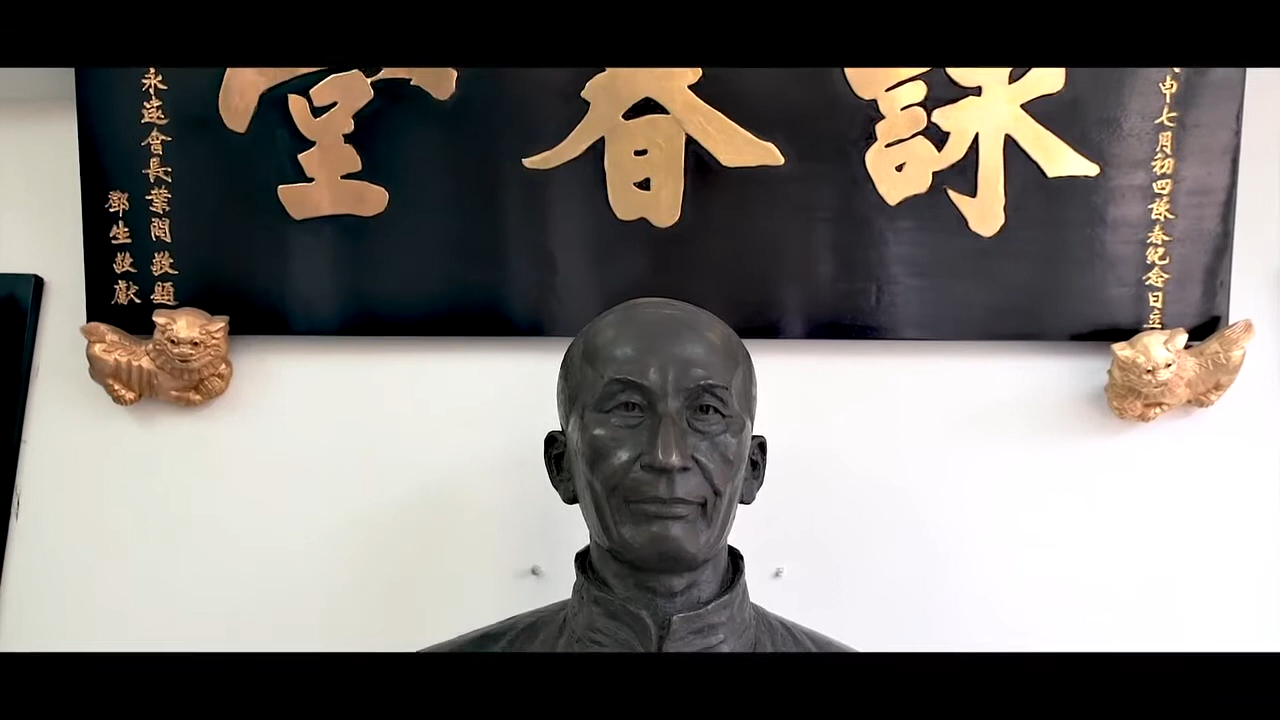 申七月初四詠春紀念日立
詠春堂
永遠會長葉問敬題
鄧生敬獻